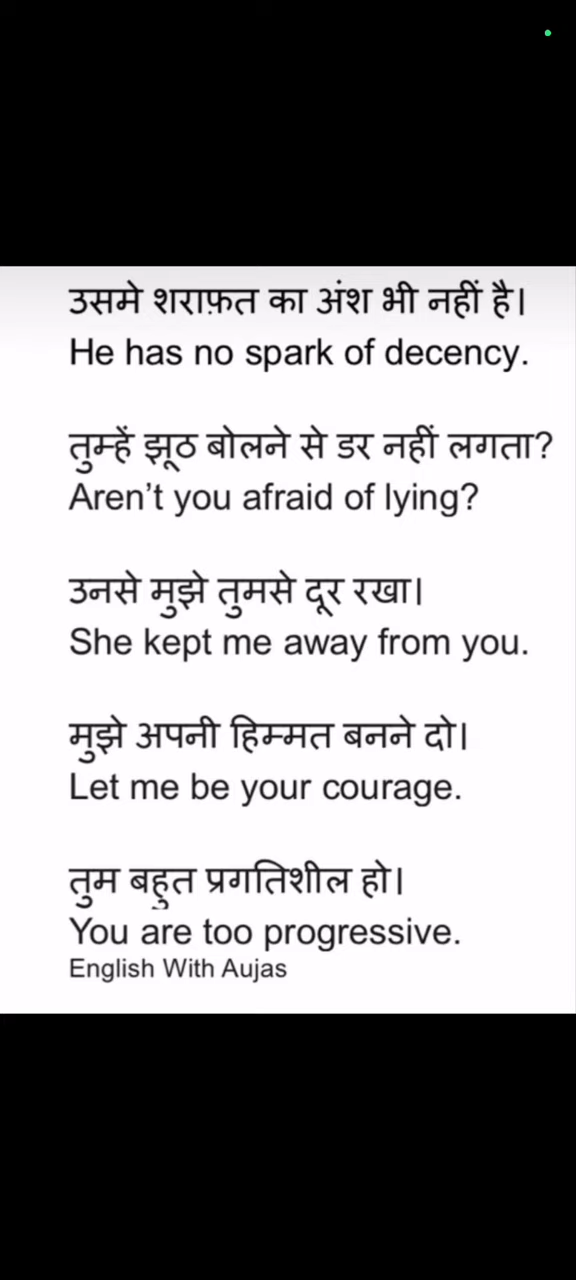 उसमे शराफ़त का अंश भी नहीं है।
He has no spark of decency.
तुम्हें झूठ बोलने से डर नहीं लगता?
Aren't you afraid of lying?
उनसे मुझे तुमसे दूर रखा।
She kept me away from you.
मुझे अपनी हिम्मत बनने दो।
Let me be your courage.
तुम बहुत प्रगतिशील हो।
You are too progressive.
English With Aujas